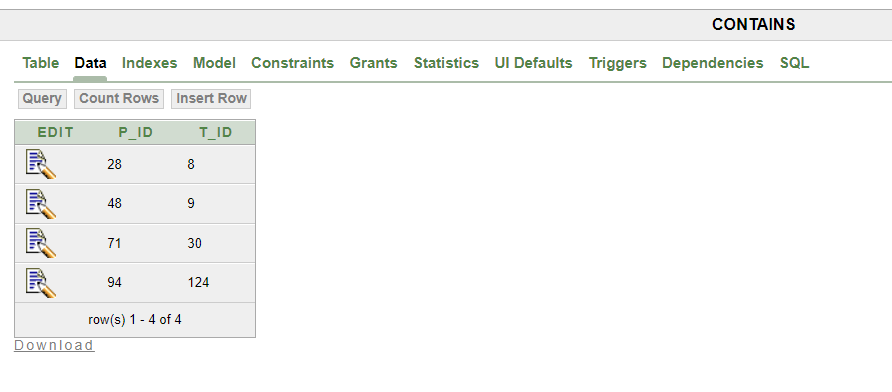 CONTAINS
Table Data Indexes Model Constraints Grants Statistics UI Defaults Triggers Dependencies SQL
Query Count Rows Insert Row
EDIT P_ID T_ID
28 8
48 9
71 30
94 124
row(s) 1 - 4 of 4
Download